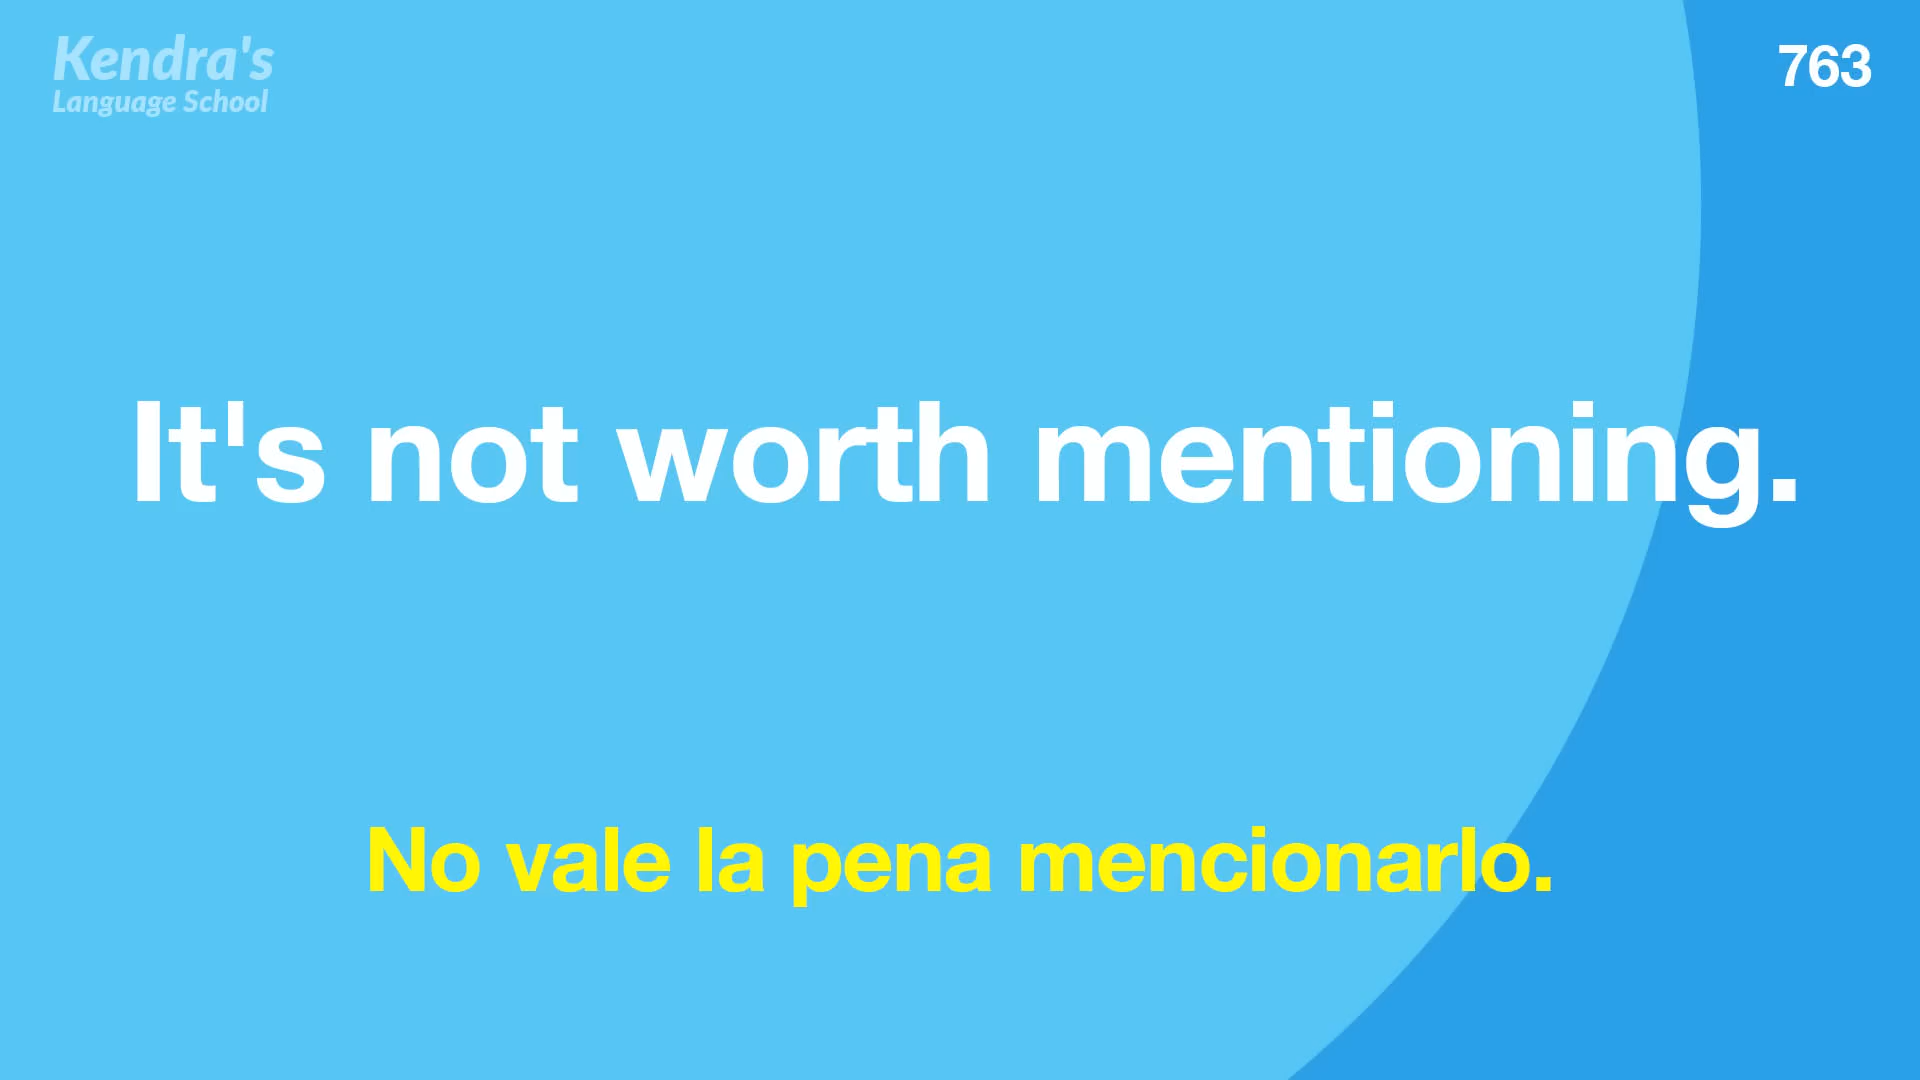 Kendra's
Language School
763
It's not worth mentioning.
No vale la pena mencionarlo.